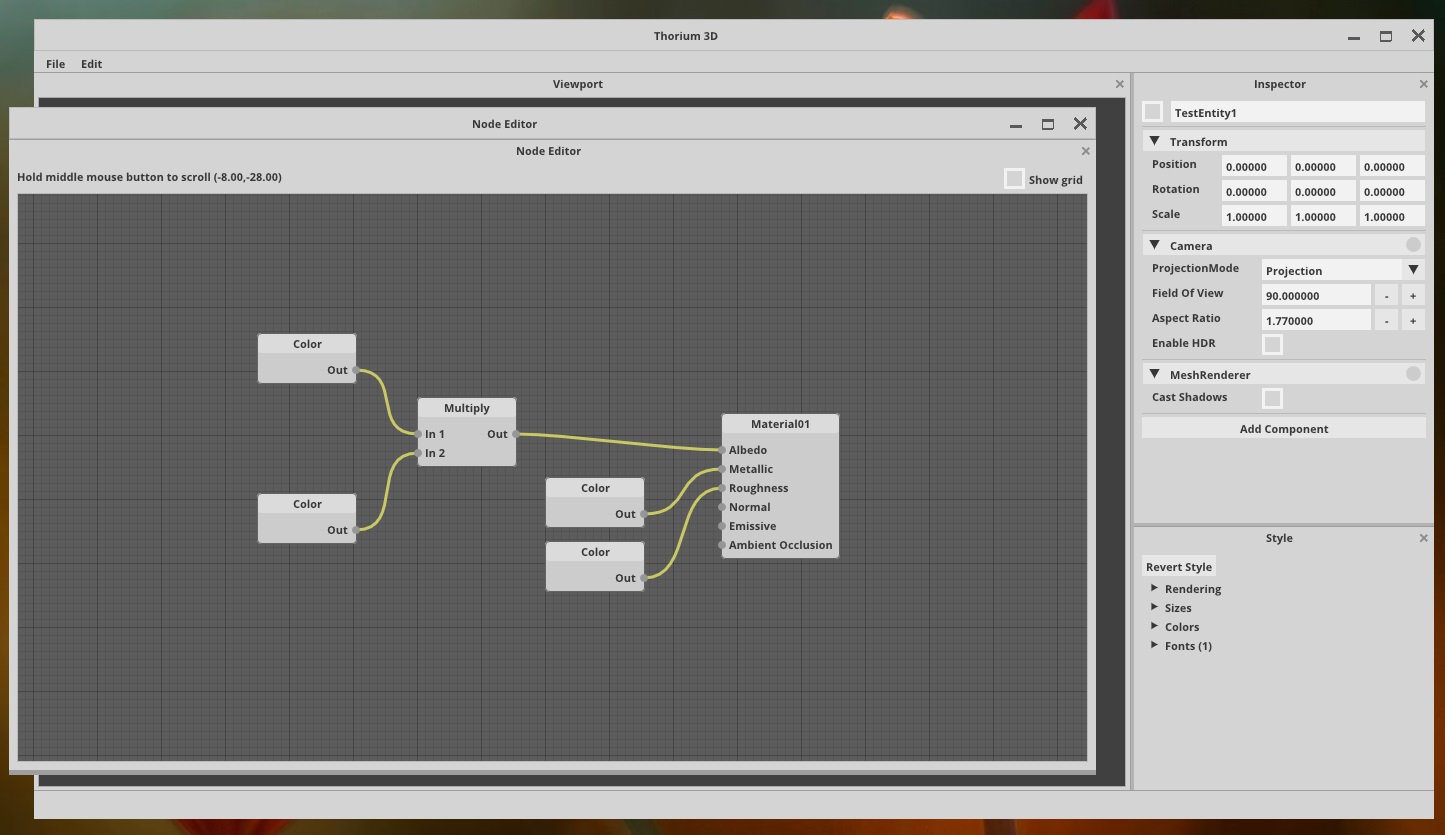 Thorium 3D
File Edit
Viewport
Node Editor
Node Editor
Hold middle mouse button to scroll (-8.00,-28.00)
Show grid
Color
Out
Color
Out
Multiply
In 1 Out
In 2
Color
Out
Color
Out
Material01
Albedo
Metallic
Roughness
Normal
Emissive
Ambient Occlusion
Inspector
TestEntity1
Transform
Position 0.00000 0.00000 0.00000
Rotation 0.00000 0.00000 0.00000
Scale 1.00000 1.00000 1.00000
Camera
ProjectionMode Projection
Field Of View 90.000000 - +
Aspect Ratio 1.770000 - +
Enable HDR
MeshRenderer
Cast Shadows
Add Component
Style
Revert Style
Rendering
Sizes
Colors
Fonts (1)